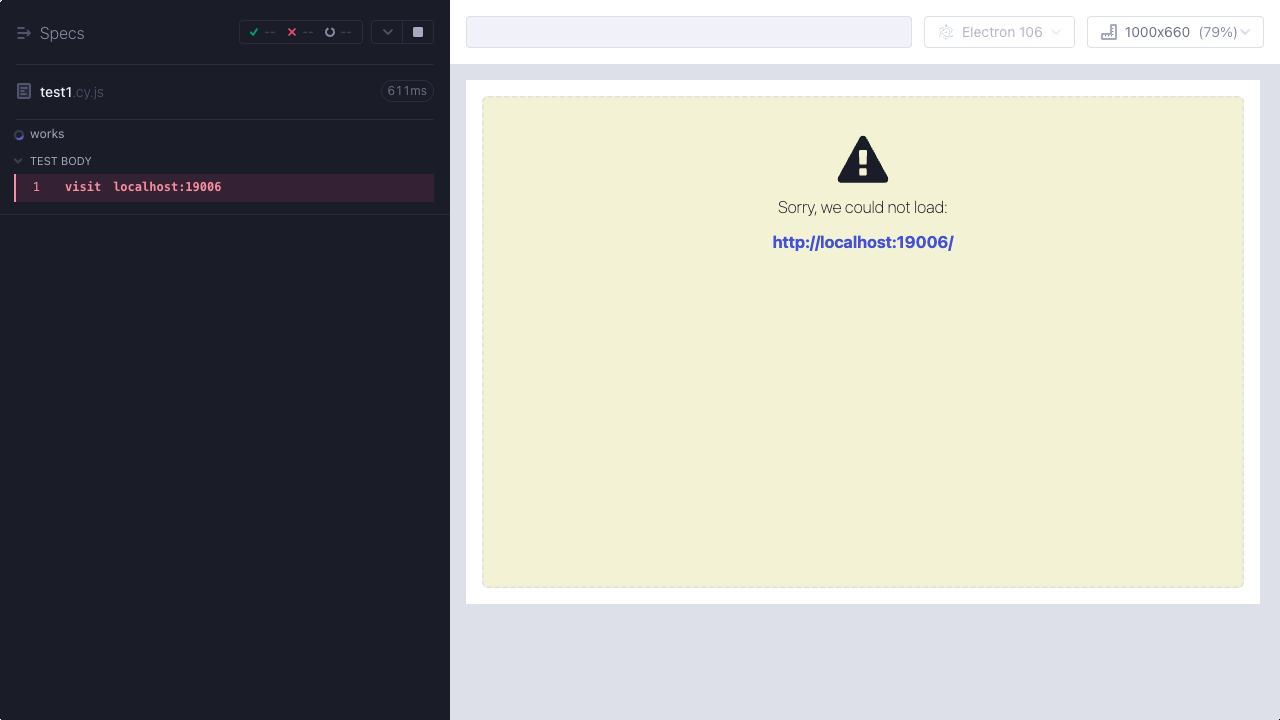 Specs
-- -- --
test1.cy.js 611ms
works
TEST BODY
1 visit localhost:19006
Electron 106
1000x660 (79%)
Sorry, we could not load:
http://localhost:19006/